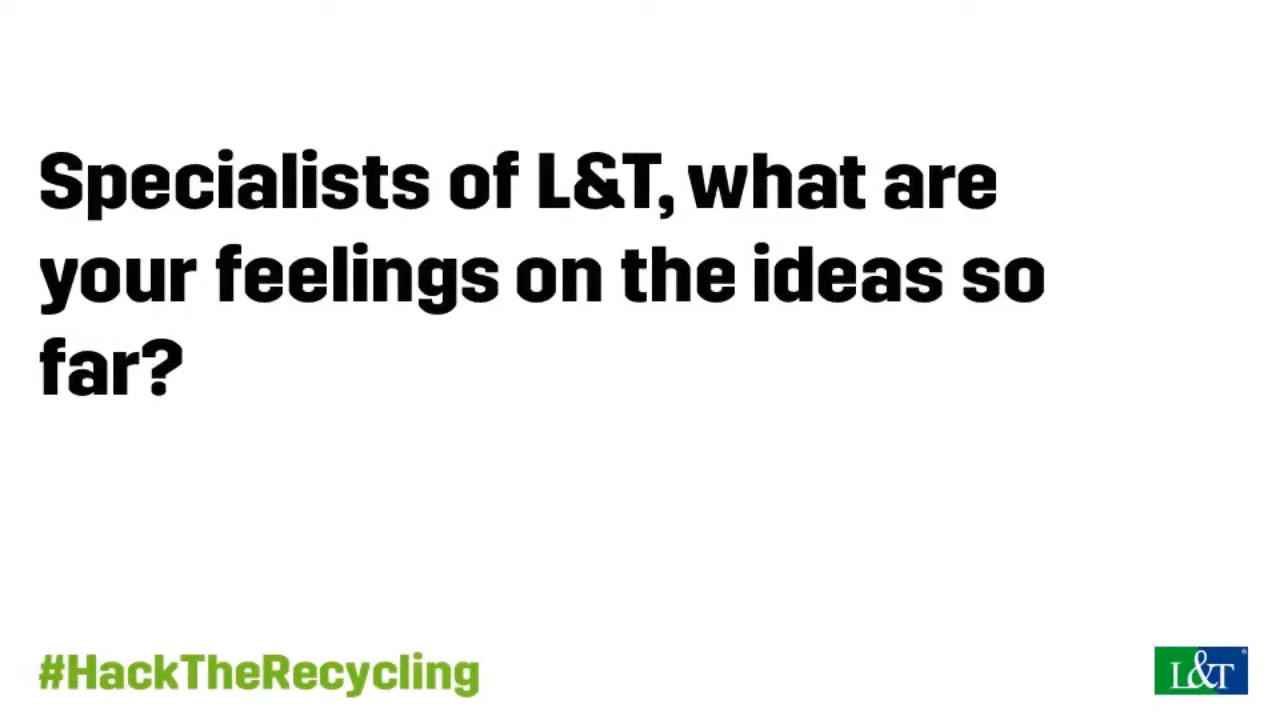 Specialists of L&T, what are
your feelings on the ideas so
far?
#HackTheRecycling
L&T